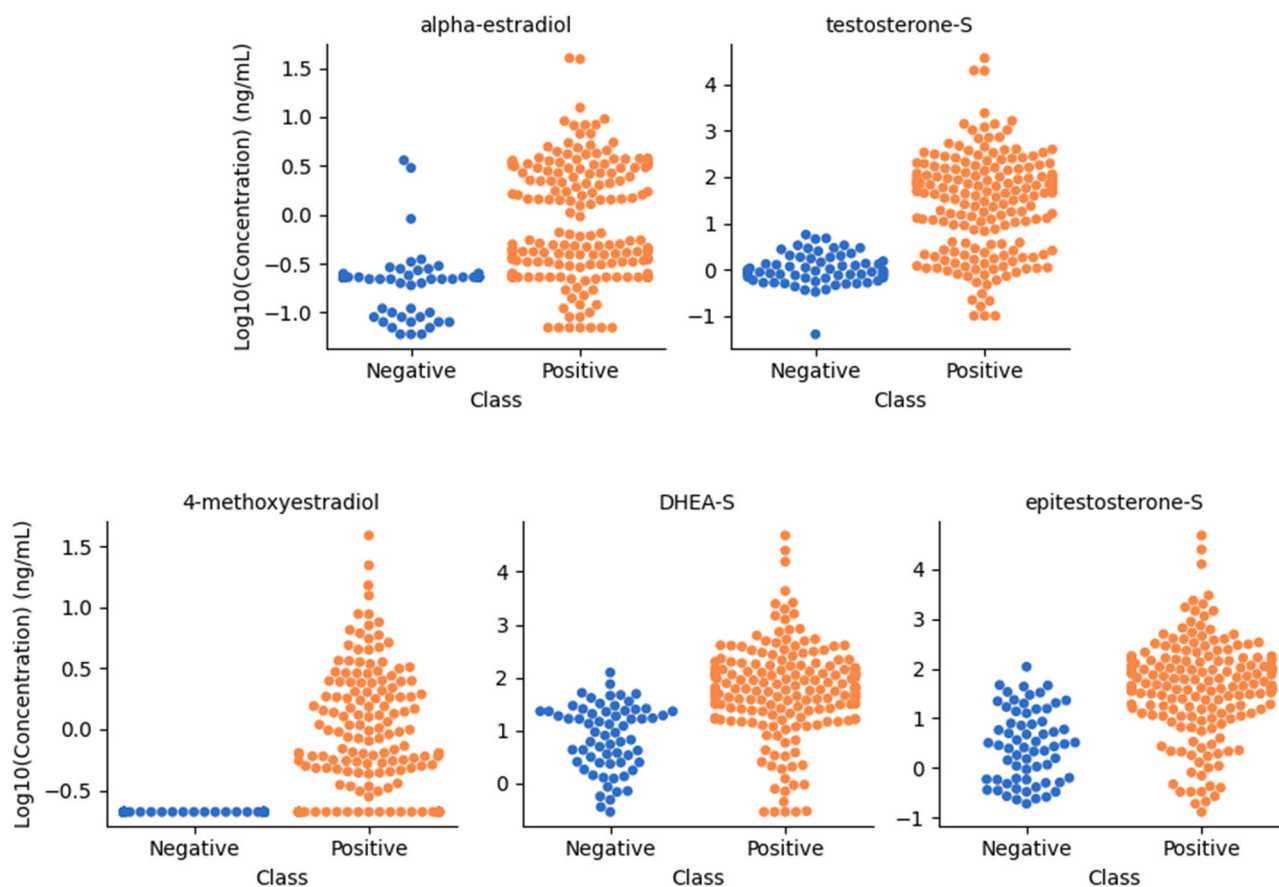 alpha-estradiol
testosterone-S
Log10(Concentration) (ng/mL)
1.5
1.0
0.5
0.0
−0.5
−1.0
4
3
2
1
0
−1
Negative
Positive
Negative
Positive
Class
Class
4-methoxyestradiol
DHEA-S
epitestosterone-S
Log10(Concentration) (ng/mL)
1.5
1.0
0.5
0.0
−0.5
4
3
2
1
0
4
3
2
1
0
−1
Negative
Positive
Negative
Positive
Negative
Positive
Class
Class
Class